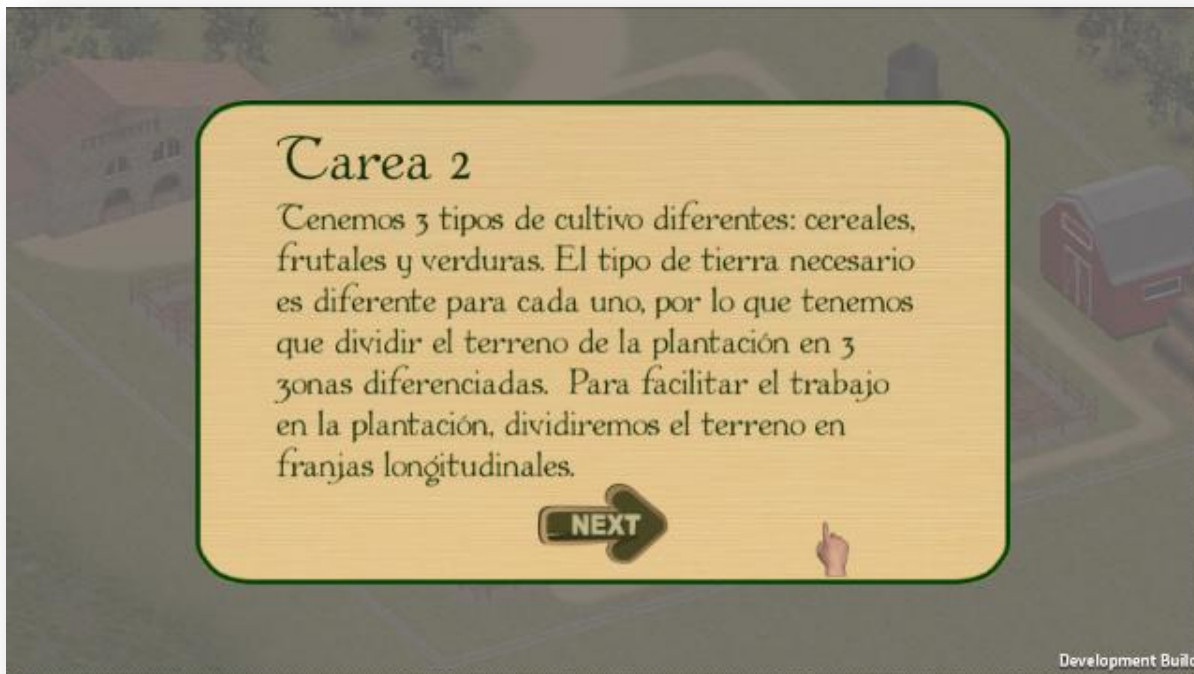 Tarea 2
Tenemos 3 tipos de cultivo diferentes: cereales,
frutales y verduras. El tipo de tierra necesario
es diferente para cada uno, por lo que tenemos
que dividir el terreno de la plantación en 3
zonas diferenciadas. Para facilitar el trabajo
en la plantación, dividiremos el terreno en
franjas longitudinales.
NEXT
Development Build